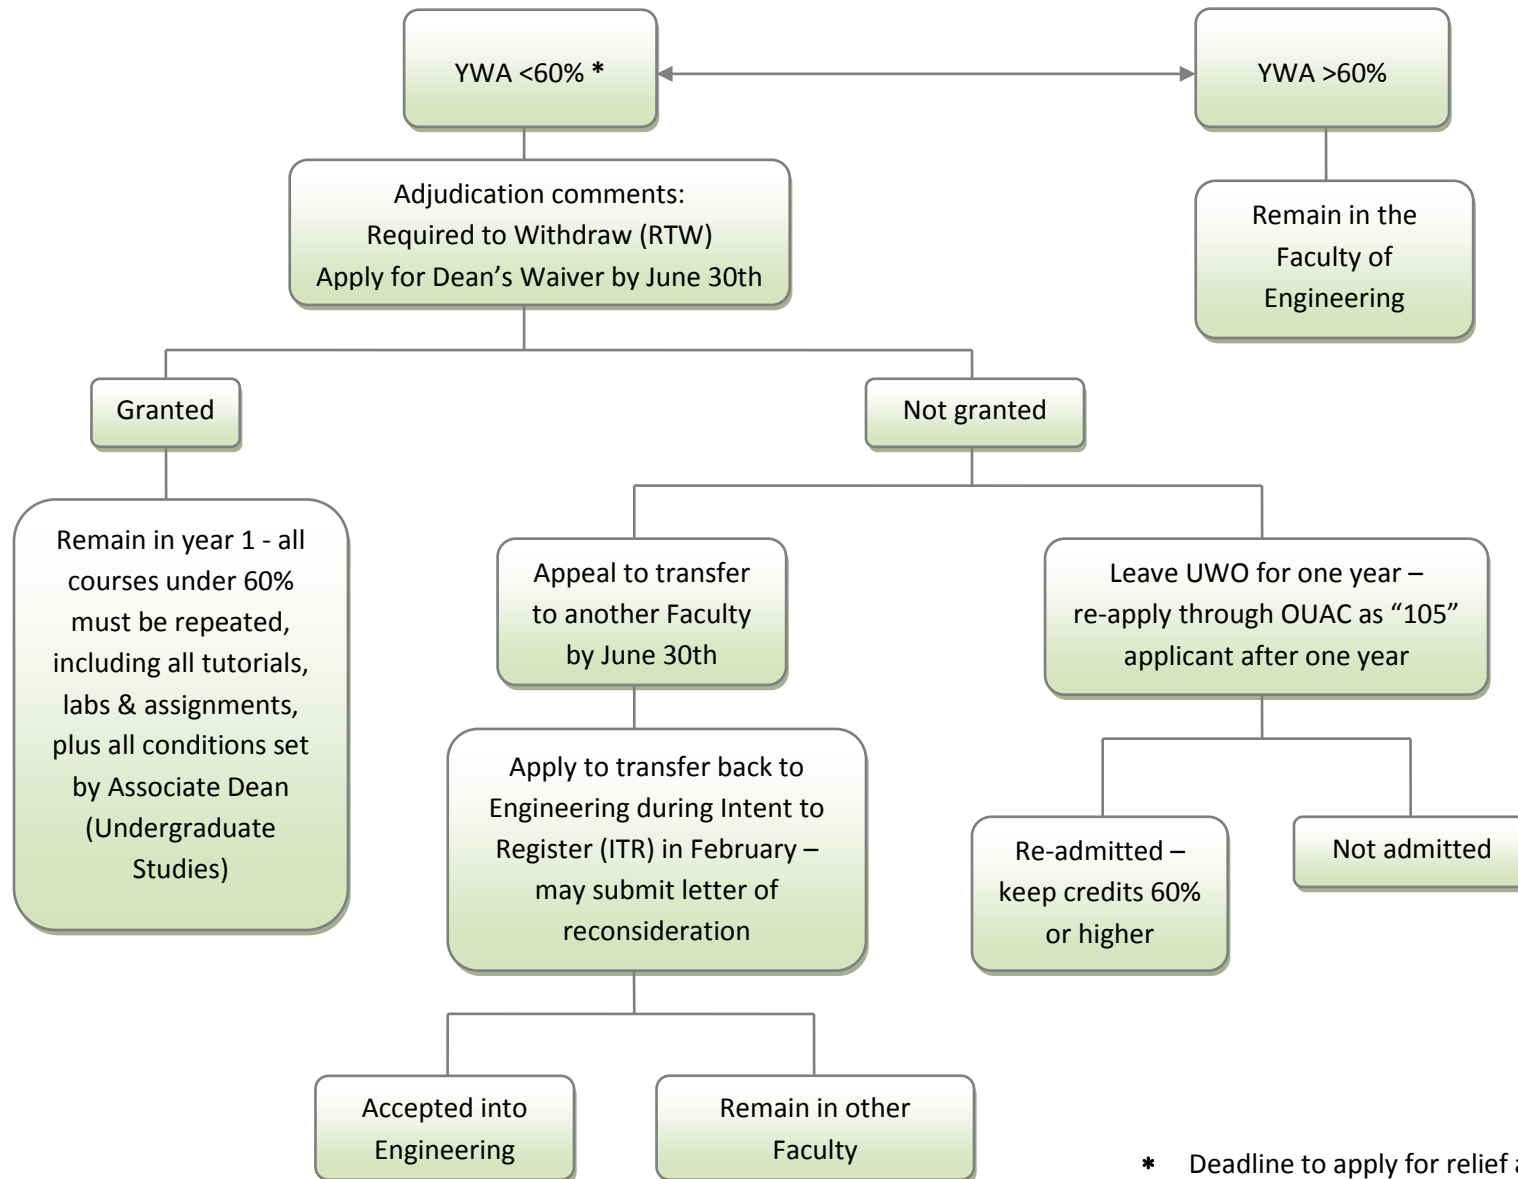 YWA <60% *
YWA >60%
Adjudication comments:
Required to Withdraw (RTW)
Apply for Dean’s Waiver by June 30th
Remain in the
Faculty of
Engineering
Granted
Not granted
Remain in year 1 - all
courses under 60%
must be repeated,
including all tutorials,
labs & assignments,
plus all conditions set
by Associate Dean
(Undergraduate
Studies)
Appeal to transfer
to another Faculty
by June 30th
Leave UWO for one year –
re-apply through OUAC as “105”
applicant after one year
Apply to transfer back to
Engineering during Intent to
Register (ITR) in February –
may submit letter of
reconsideration
Re-admitted –
keep credits 60%
or higher
Not admitted
Accepted into
Engineering
Remain in other
Faculty
* Deadline to apply for relief